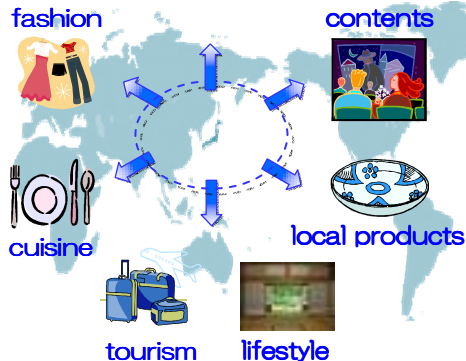 fashion
contents
cuisine
local products
tourism
lifestyle